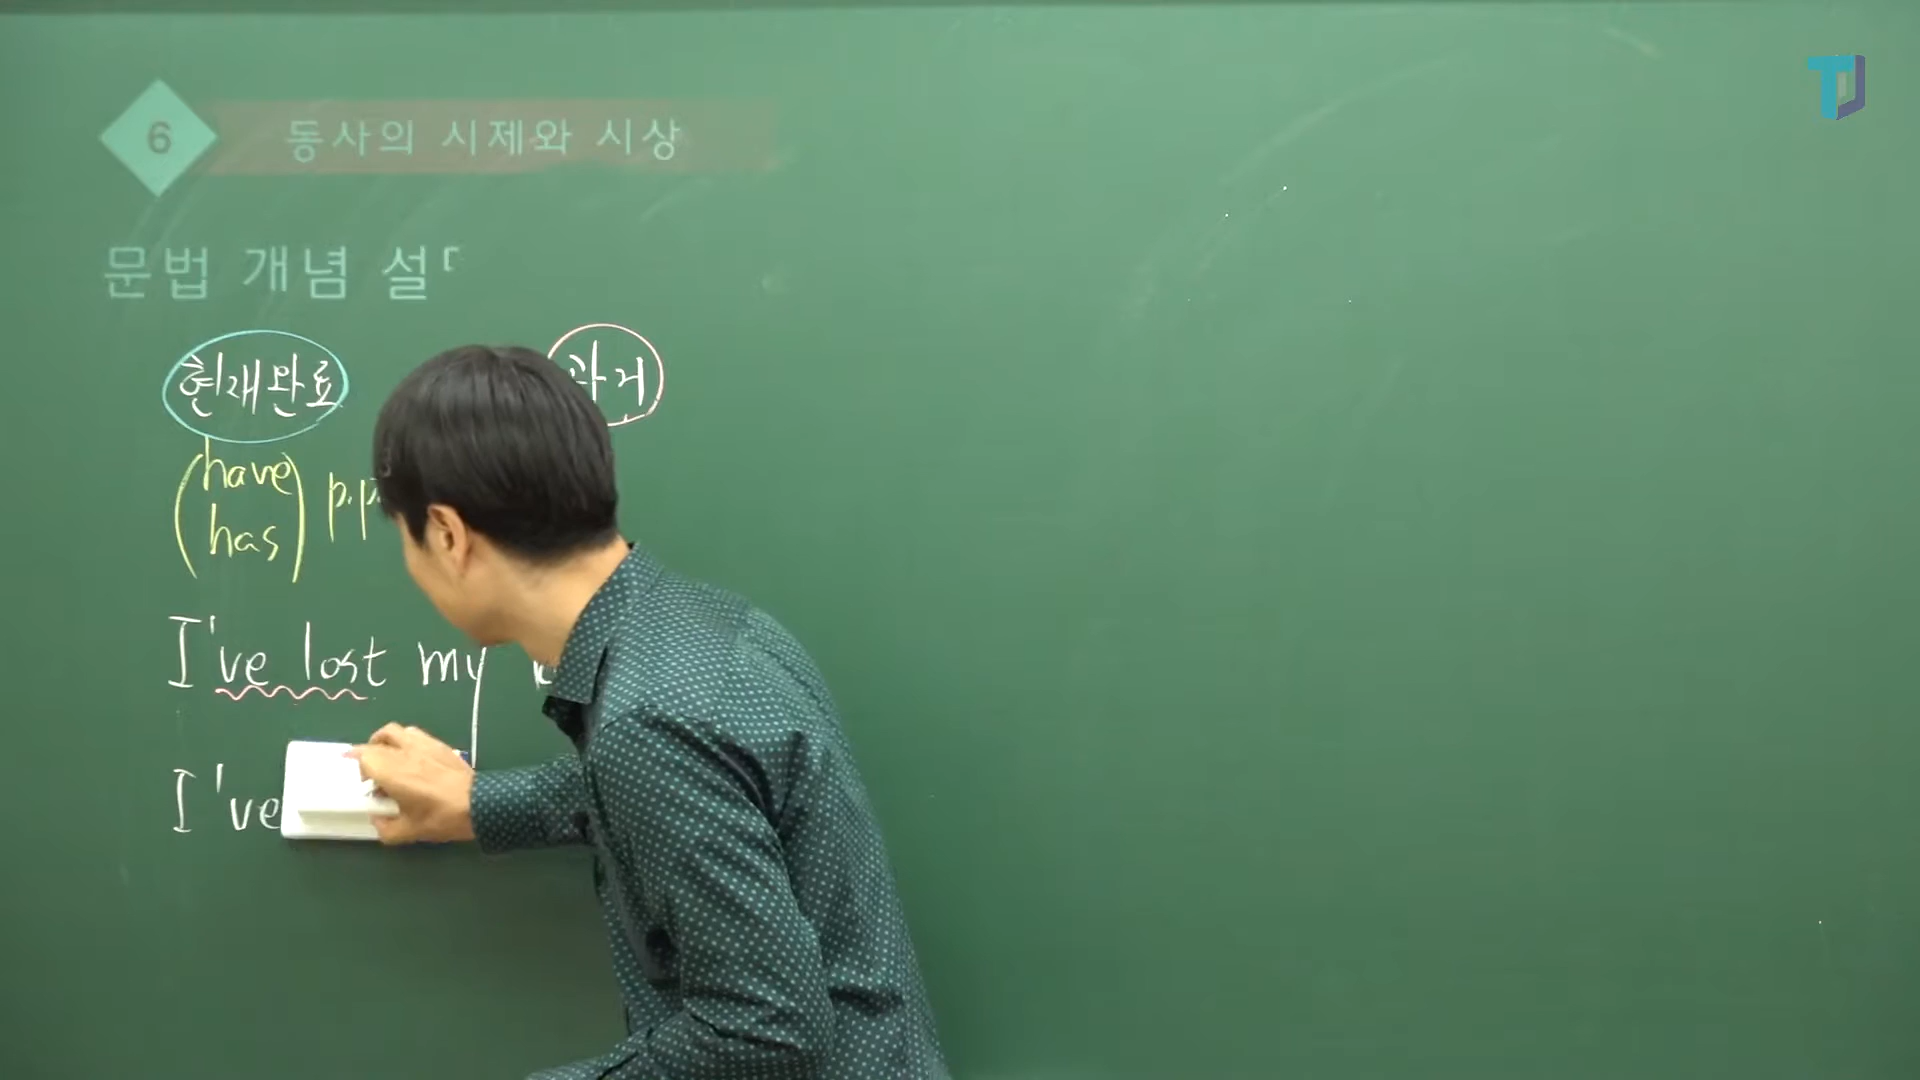 6 동사의 시제와 시상
문법 개념
현재완료 과거
have
has
p.p.
I've lost my
I've